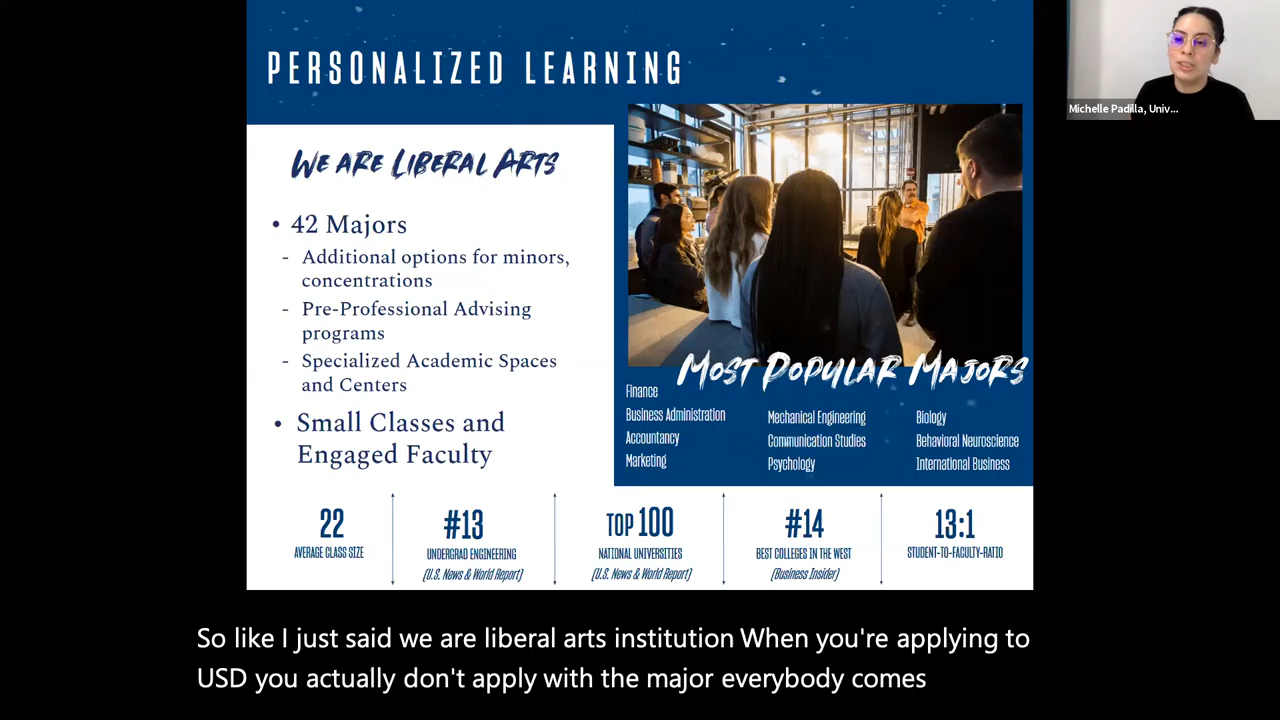 PERSONALIZED LEARNING
Michelle Padilla, Univ...
WE ARE LIBERAL ARTS
• 42 Majors
- Additional options for minors,
concentrations
- Pre-Professional Advising
programs
- Specialized Academic Spaces
and Centers
• Small Classes and
Engaged Faculty
MOST POPULAR MAJORS
Finance
Business Administration
Accountancy
Marketing
Mechanical Engineering
Communication Studies
Psychology
Biology
Behavioral Neuroscience
International Business
22
AVERAGE CLASS SIZE
#13
UNDERGRAD ENGINEERING
(U.S. News & World Report)
TOP 100
NATIONAL UNIVERSITIES
(U.S. News & World Report)
#14
BEST COLLEGES IN THE WEST
(Business Insider)
13:1
STUDENT-TO-FACULTY-RATIO
So like I just said we are liberal arts institution When you're applying to
USD you actually don't apply with the major everybody comes